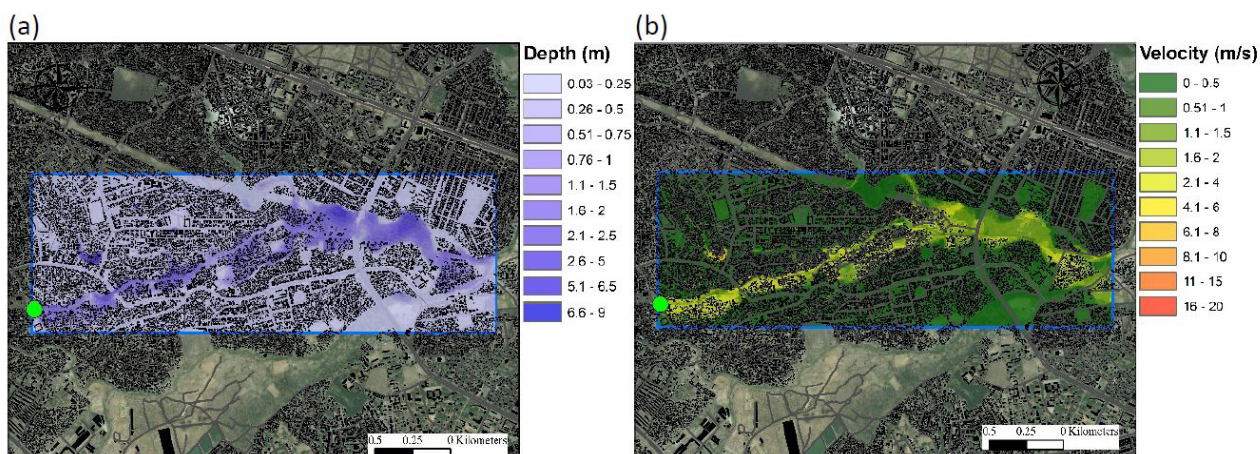 (a)
Depth (m)
0.03 - 0.25
0.26 - 0.5
0.51 - 0.75
0.76 - 1
1.1 - 1.5
1.6 - 2
2.1 - 2.5
2.6 - 5
5.1 - 6.5
6.6 - 9
0.5 0.25 0 Kilometers
(b)
Velocity (m/s)
0 - 0.5
0.51 - 1
1.1 - 1.5
1.6 - 2
2.1 - 4
4.1 - 6
6.1 - 8
8.1 - 10
11 - 15
16 - 20
0.5 0.25 0 Kilometers